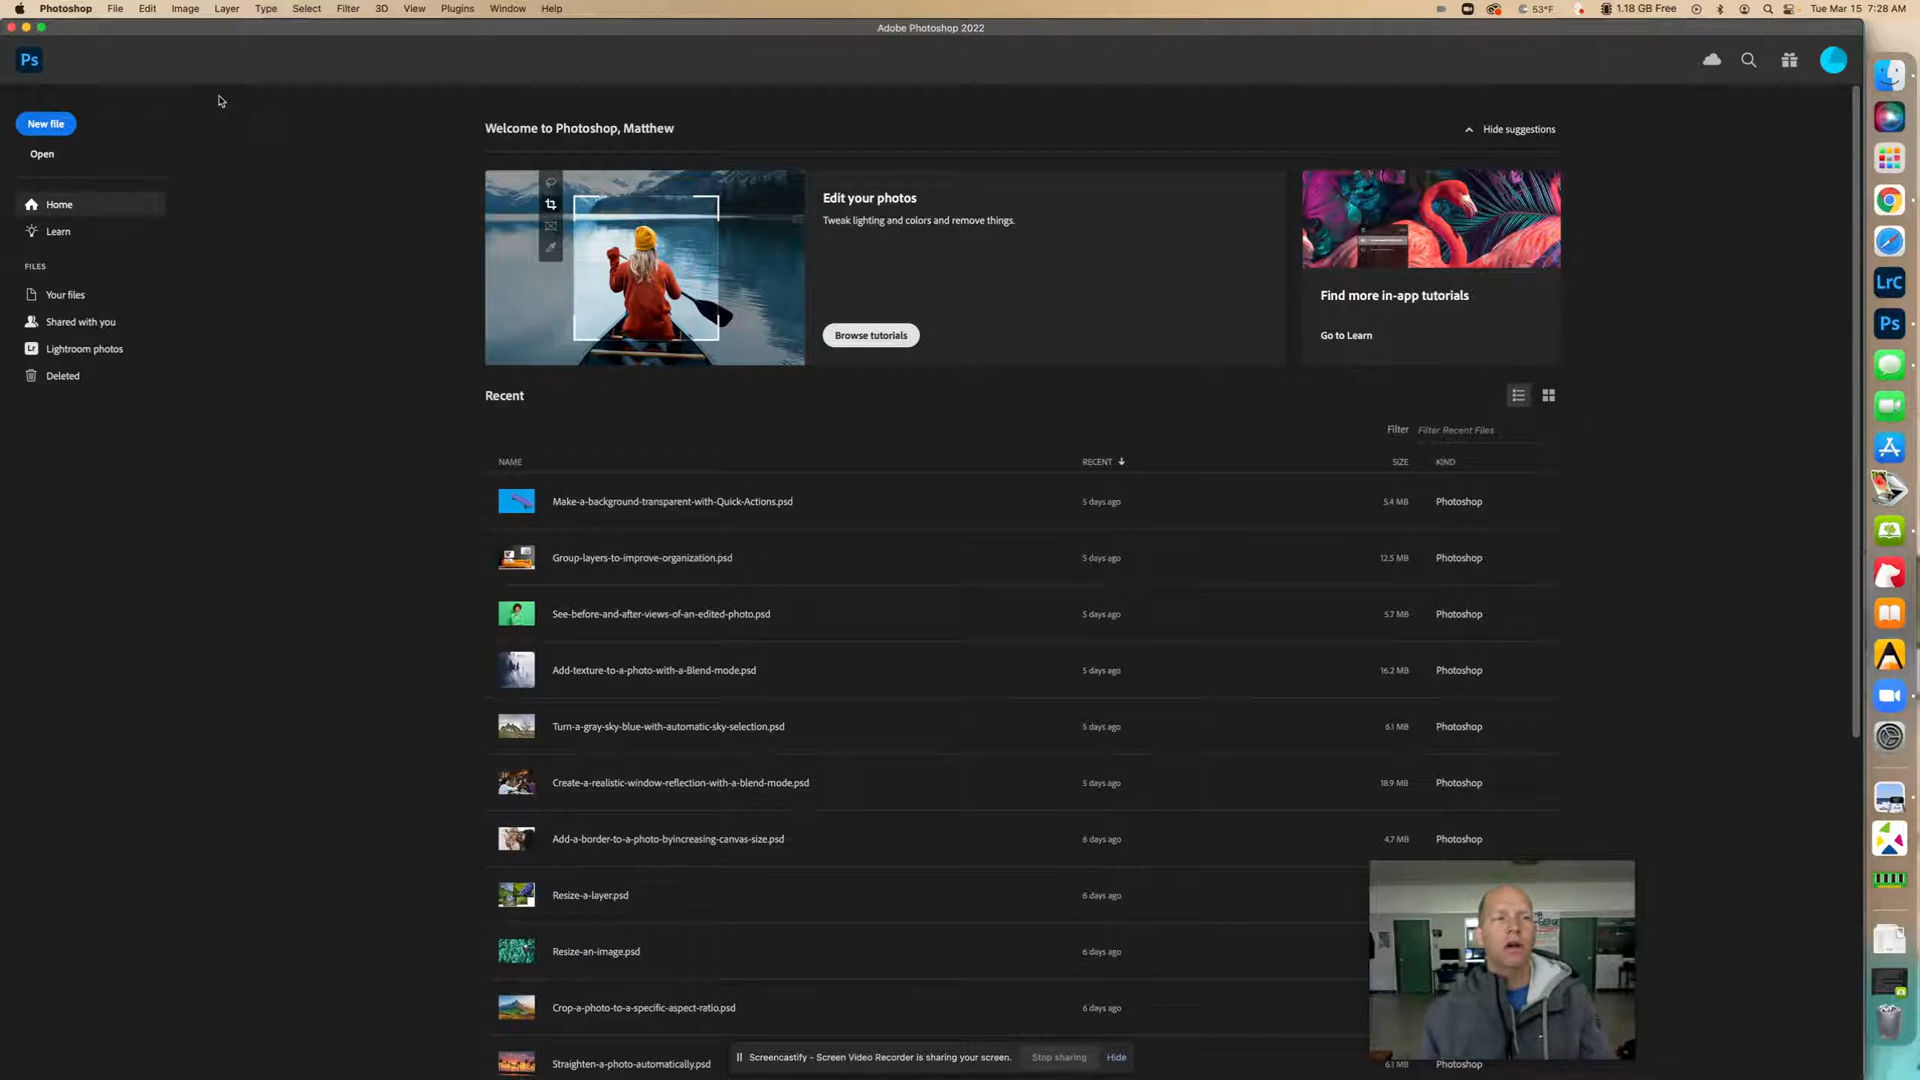 Photoshop File Edit Image Layer Type Select Filter 3D View Plugins Window Help 53°F 1.18 GB Free Tue Mar 15 7:28 AM
Adobe Photoshop 2022
Ps
New file
Open
Home
Learn
FILES
Your files
Shared with you
Lr Lightroom photos
Deleted
Welcome to Photoshop, Matthew
Hide suggestions
Edit your photos
Tweak lighting and colors and remove things.
Browse tutorials
Find more in-app tutorials
Go to Learn
Recent
Filter Filter Recent Files
NAME RECENT SIZE KIND
Make-a-background-transparent-with-Quick-Actions.psd 5 days ago 5.4 MB Photoshop
Group-layers-to-improve-organization.psd 5 days ago 12.5 MB Photoshop
See-before-and-after-views-of-an-edited-photo.psd 5 days ago 5.7 MB Photoshop
Add-texture-to-a-photo-with-a-Blend-mode.psd 5 days ago 16.2 MB Photoshop
Turn-a-gray-sky-blue-with-automatic-sky-selection.psd 5 days ago 6.1 MB Photoshop
Create-a-realistic-window-reflection-with-a-blend-mode.psd 5 days ago 18.9 MB Photoshop
Add-a-border-to-a-photo-byincreasing-canvas-size.psd 6 days ago 4.7 MB Photoshop
Resize-a-layer.psd 6 days ago
Resize-an-image.psd 6 days ago
Crop-a-photo-to-a-specific-aspect-ratio.psd 6 days ago
Straighten-a-photo-automatically.psd 6.1 MB Photoshop
Screencastify - Screen Video Recorder is sharing your screen. Stop sharing Hide
LrC
Ps